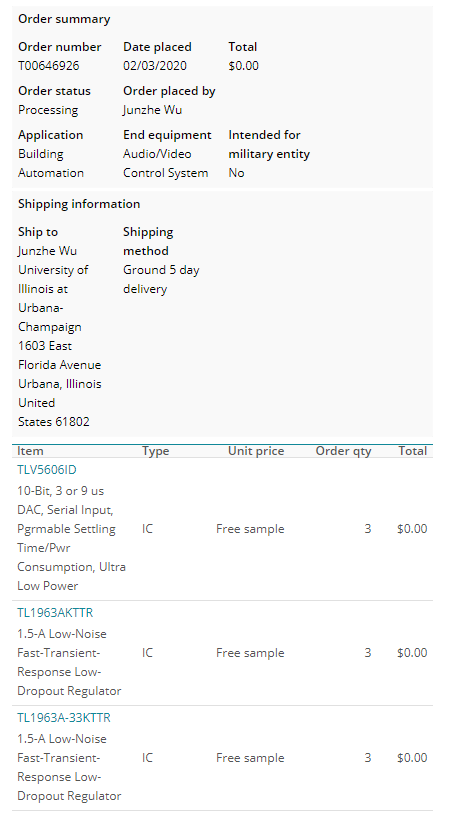 Order summary
Order number Date placed Total
T00646926 02/03/2020 $0.00
Order status Order placed by
Processing Junzhe Wu
Application End equipment Intended for
Building Audio/Video military entity
Automation Control System No
Shipping information
Ship to Shipping
Junzhe Wu method
University of Ground 5 day
Illinois at delivery
Urbana-
Champaign
1603 East
Florida Avenue
Urbana, Illinois
United
States 61802
Item Type Unit price Order qty Total
TLV5606ID
10-Bit, 3 or 9 us
DAC, Serial Input,
Pgrmable Settling IC Free sample 3 $0.00
Time/Pwr
Consumption, Ultra
Low Power
TL1963AKTTR
1.5-A Low-Noise
Fast-Transient- IC Free sample 3 $0.00
Response Low-
Dropout Regulator
TL1963A-33KTTR
1.5-A Low-Noise
Fast-Transient- IC Free sample 3 $0.00
Response Low-
Dropout Regulator